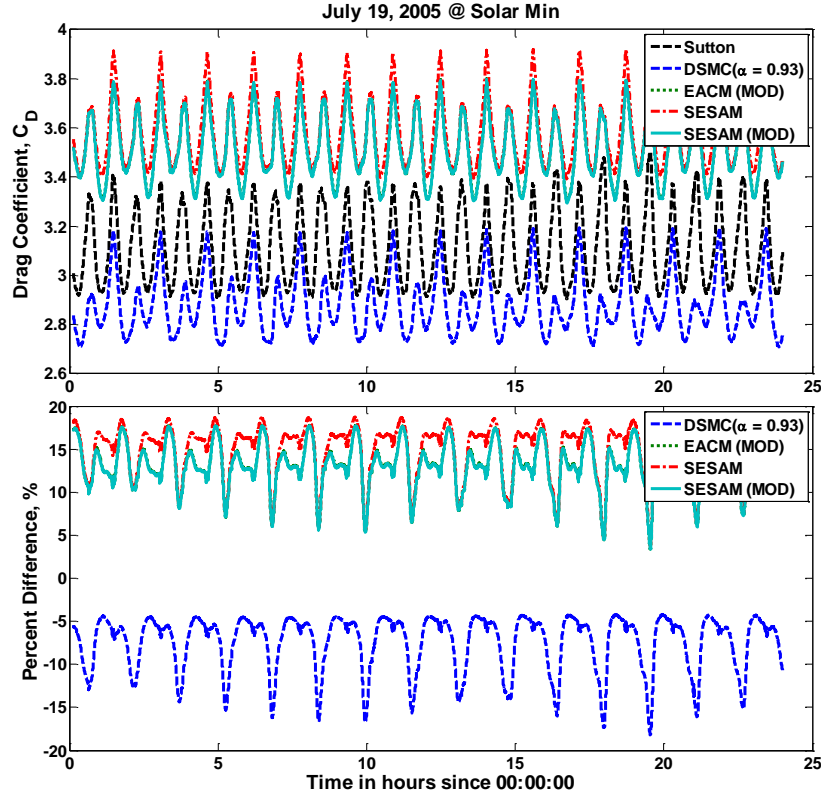 July 19, 2005 @ Solar Min
Drag Coefficient, C_D
4
3.8
3.6
3.4
3.2
3
2.8
2.6
0
5
10
15
20
25
Sutton
DSMC(α = 0.93)
EACM (MOD)
SESAM
SESAM (MOD)
Percent Difference, %
20
15
10
5
0
-5
-10
-15
-20
0
5
10
15
20
25
DSMC(α = 0.93)
EACM (MOD)
SESAM
SESAM (MOD)
Time in hours since 00:00:00